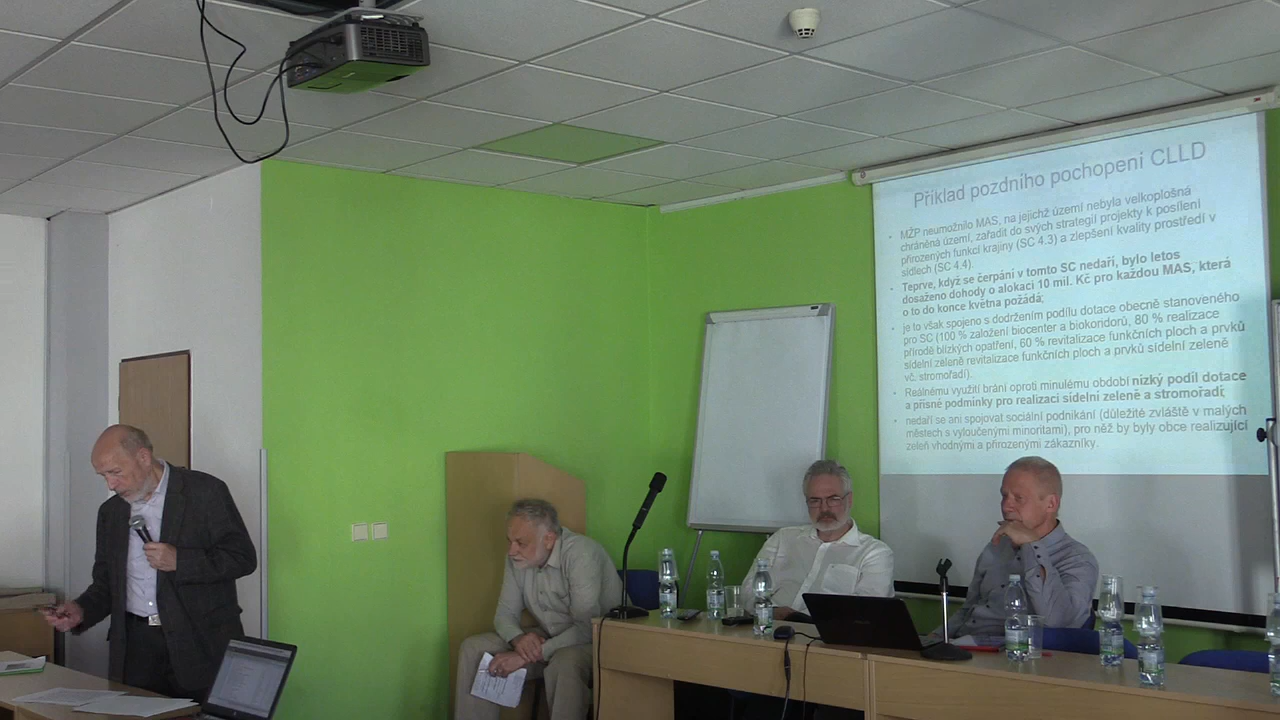 Příklad pozdního pochopení CLLD
• MŽP neumožnilo MAS, na jejichž území nebyla velkoplošná
chráněná území, zařadit do svých strategií projekty k posílení
přirozených funkcí krajiny (SC 4.3) a zlepšení kvality prostředí v
sídlech (SC 4.4).
• Teprve, když se čerpání v tomto SC nedaří, bylo letos
dosaženo dohody o alokaci 10 mil. Kč pro každou MAS, která
o to do konce května požádá;
• je to však spojeno s dodržením podílu dotace obecně stanoveného
pro SC (100 % založení biocenter a biokoridorů, 80 % realizace
přírodě blízkých opatření, 60 % revitalizace funkčních ploch a prvků
sídelní zeleně revitalizace funkčních ploch a prvků sídelní zeleně
vč. stromořadí).
• Reálnému využití brání oproti minulému období nízký podíl dotace
a přísné podmínky pro realizaci sídelní zeleně a stromořadí;
• nedaří se ani spojovat sociální podnikání (důležité zvláště v malých
městech s vyloučenými minoritami), pro něž by byly obce realizující
zeleň vhodnými a přirozenými zákazníky.